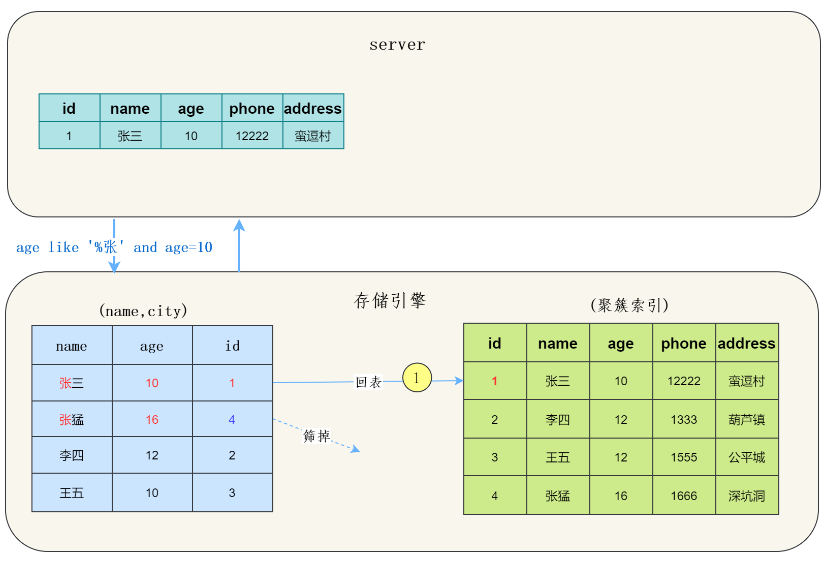 server
id name age phone address
1 张三 10 12222 蛮逗村
age like '%张' and age=10
存储引擎
(name,city)
(聚簇索引)
name age id
张三 10 1
张猛 16 4
李四 12 2
王五 10 3
回表
1
筛掉
id name age phone address
1 张三 10 12222 蛮逗村
2 李四 12 1333 葫芦镇
3 王五 12 1555 公平城
4 张猛 16 1666 深坑洞